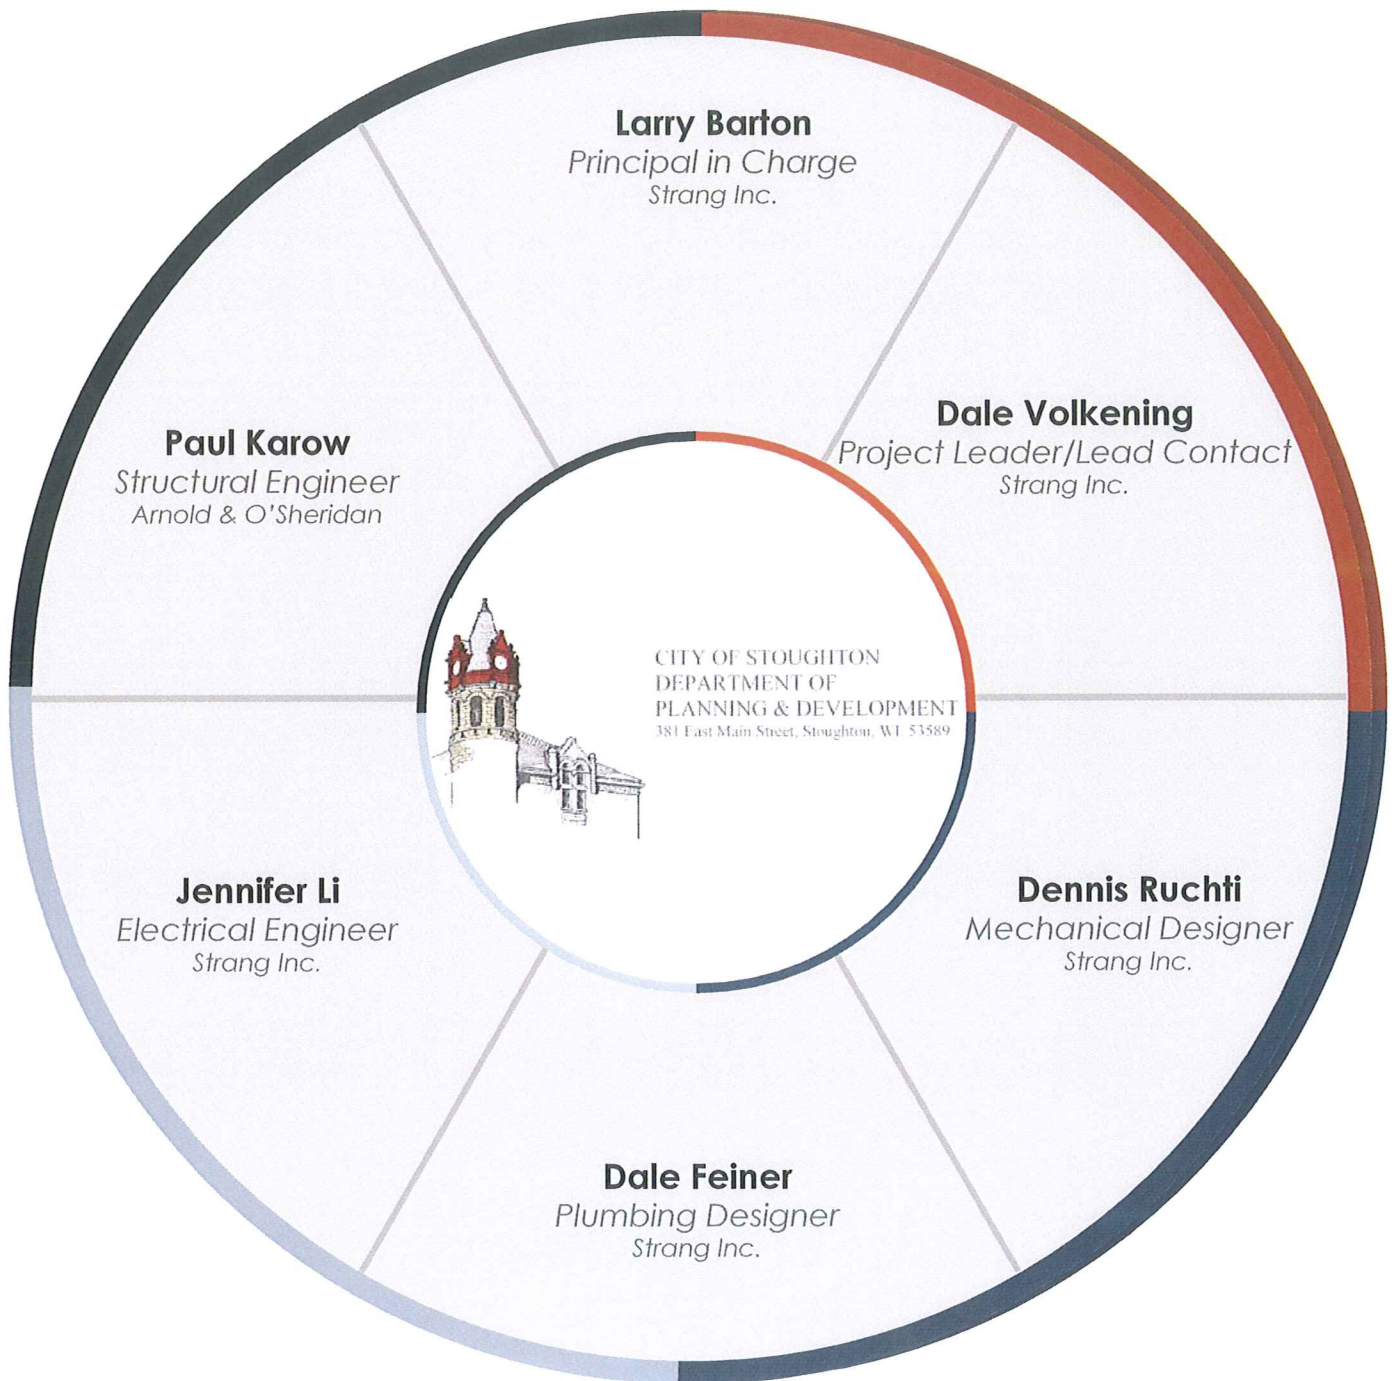 Larry Barton
Principal in Charge
Strang Inc.
Dale Volkening
Project Leader/Lead Contact
Strang Inc.
Dennis Ruchti
Mechanical Designer
Strang Inc.
Dale Feiner
Plumbing Designer
Strang Inc.
Jennifer Li
Electrical Engineer
Strang Inc.
Paul Karow
Structural Engineer
Arnold & O'Sheridan
CITY OF STOUGHTON
DEPARTMENT OF
PLANNING & DEVELOPMENT
381 East Main Street, Stoughton, WI. 53589